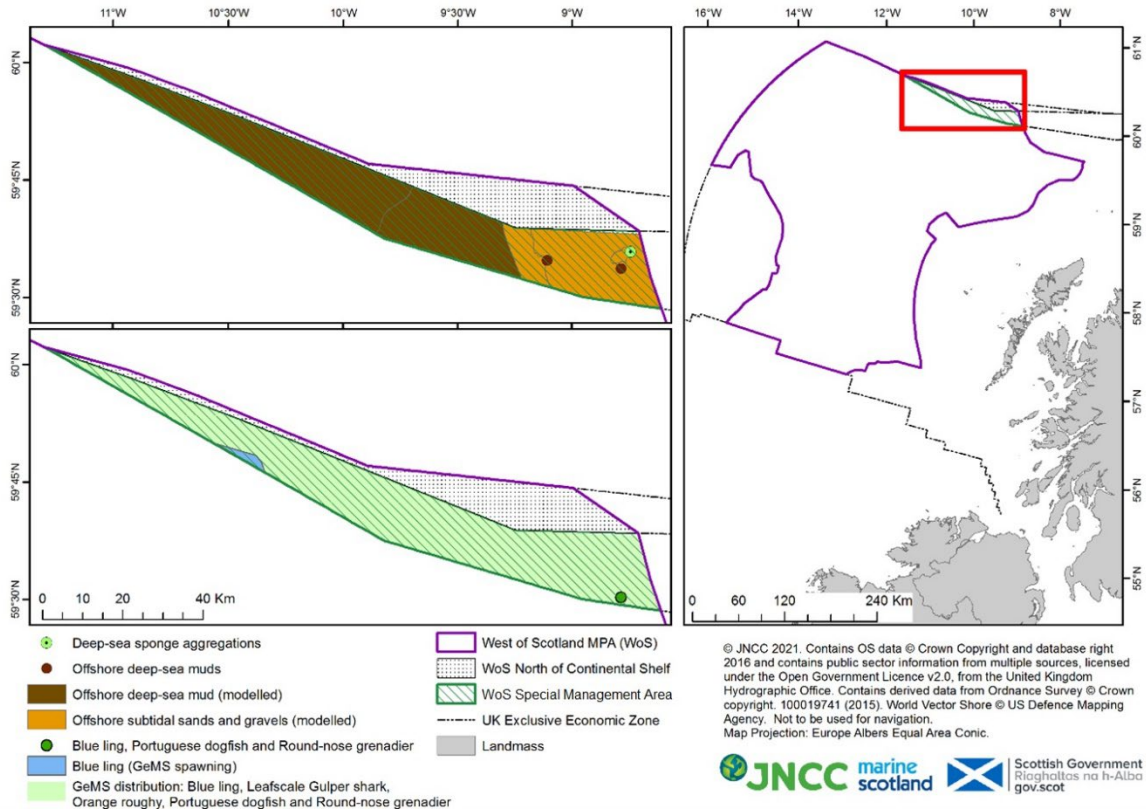 11°W
10°30'W
10°W
9°30'W
9°W
60°N
59°45'N
59°30'N
60°N
59°45'N
59°30'N
0 10 20 40 Km
16°W
14°W
12°W
10°W
8°W
61°N
60°N
59°N
58°N
57°N
56°N
55°N
0 60 120 240 Km
Deep-sea sponge aggregations
Offshore deep-sea muds
Offshore deep-sea mud (modelled)
Offshore subtidal sands and gravels (modelled)
Blue ling, Portuguese dogfish and Round-nose grenadier
Blue ling (GeMS spawning)
GeMS distribution: Blue ling, Leafscale Gulper shark,
Orange roughy, Portuguese dogfish and Round-nose grenadier
West of Scotland MPA (WoS)
WoS North of Continental Shelf
WoS Special Management Area
UK Exclusive Economic Zone
Landmass
© JNCC 2021. Contains OS data © Crown Copyright and database right
2016 and contains public sector information from multiple sources, licensed
under the Open Government Licence v2.0, from the United Kingdom
Hydrographic Office. Contains derived data from Ordnance Survey © Crown
copyright. 100019741 (2015). World Vector Shore © US Defence Mapping
Agency. Not to be used for navigation.
Map Projection: Europe Albers Equal Area Conic.
JNCC
marine
scotland
Scottish Government
Riaghaltas na h-Alba
gov.scot